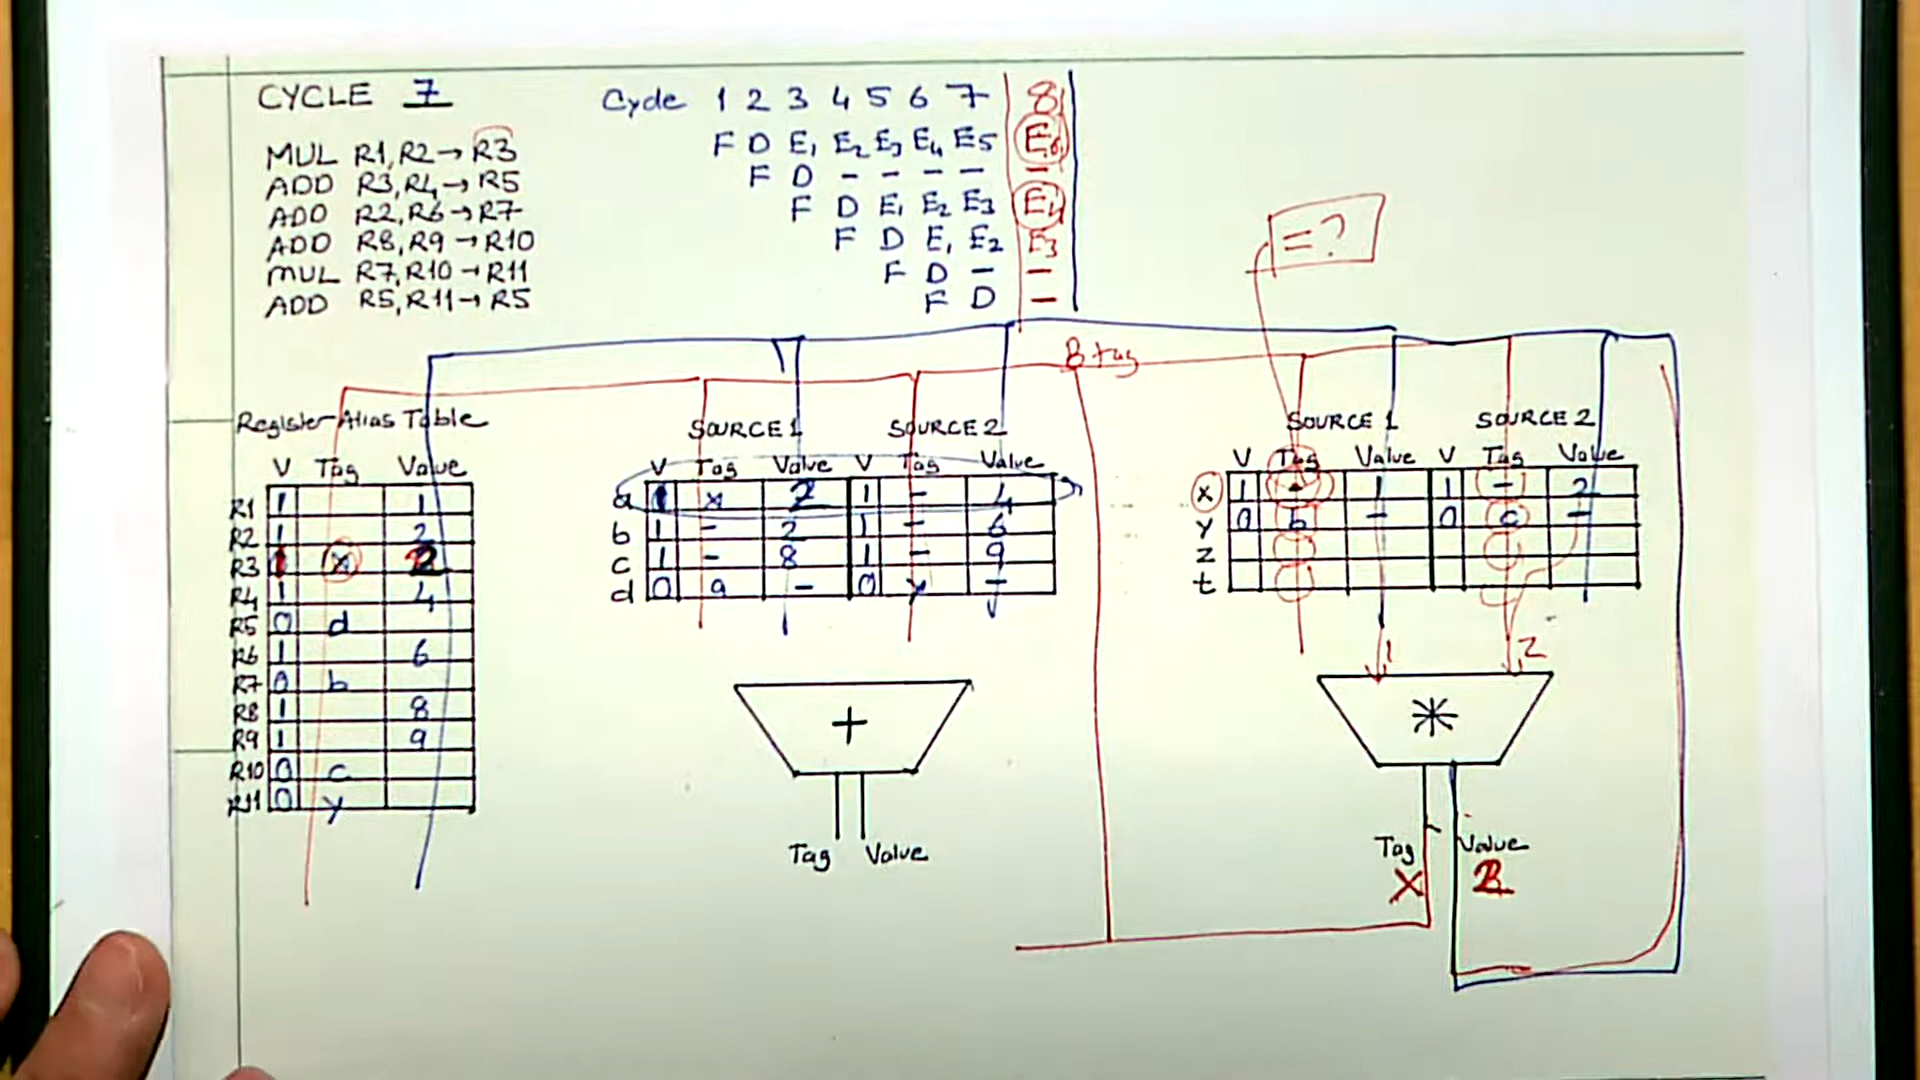 CYCLE 7
MUL R1,R2→R3
ADD R3,R4→R5
ADD R2,R6→R7
ADD R8,R9→R10
MUL R7,R10→R11
ADD R5,R11→R5
Cycle 1 2 3 4 5 6 7 8
F D E1 E2 E3 E4 E5 E6
F D - - - - - -
F D E1 E2 E3 E4
F D E1 E2 E3
F D - -
F D -
=?
B tag
Register Alias Table
V Tag Value
R1 1 1
R2 1 2
R3 1 x 2
R4 1 4
R5 0 d
R6 1 6
R7 0 b
R8 1 8
R9 1 9
R10 0 c
R11 0 y
SOURCE 1 SOURCE 2
V Tag Value V Tag Value
a 1 x 2 1 - 4
b 1 - 2 1 - 6
c 1 - 8 1 - 9
d 0 a - 0 y -
+
Tag Value
SOURCE 1 SOURCE 2
V Tag Value V Tag Value
x 1 - 1 1 - 2
y 0 b - 0 c -
z
t
1 2
*
Tag Value
X 2